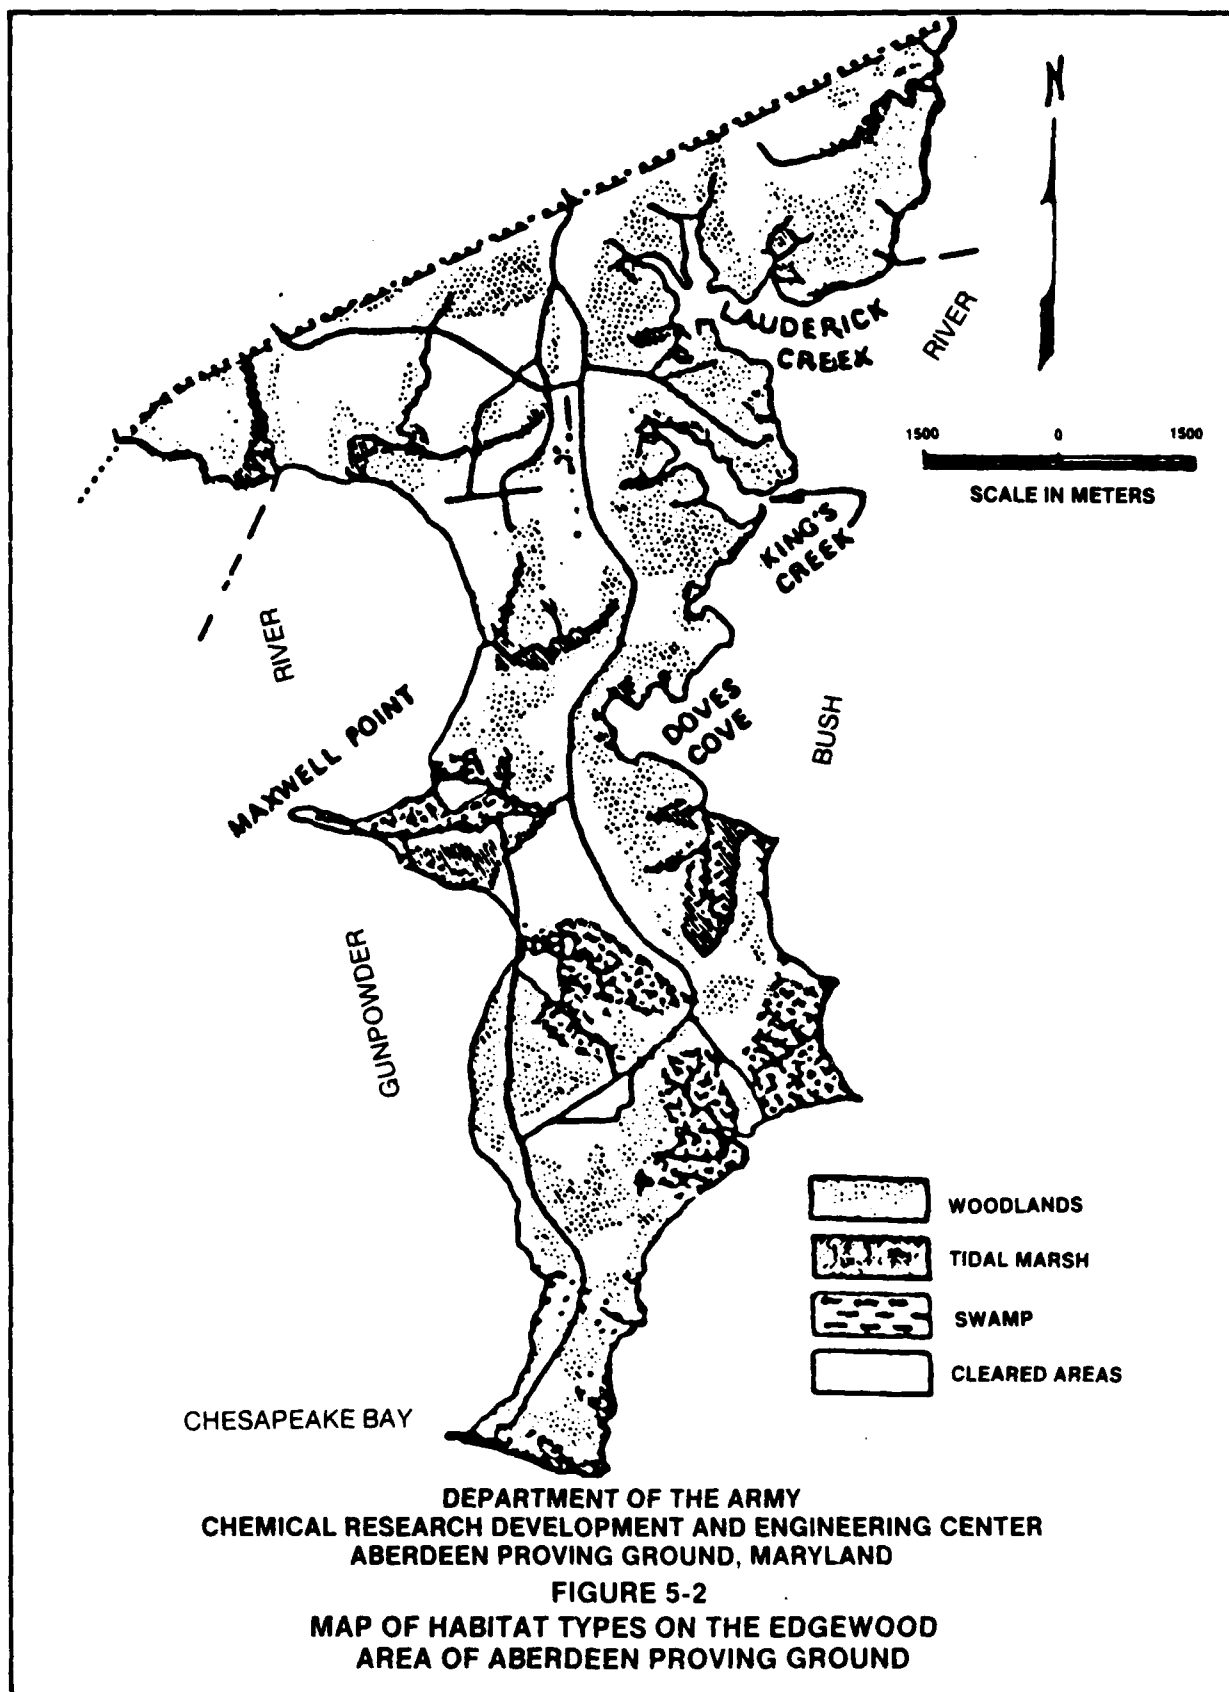 N
LAUDERICK
CREEK
RIVER
1500 0 1500
SCALE IN METERS
KING'S
CREEK
RIVER
MAXWELL POINT
DOVES
COVE
BUSH
GUNPOWDER
WOODLANDS
TIDAL MARSH
SWAMP
CLEARED AREAS
CHESAPEAKE BAY
DEPARTMENT OF THE ARMY
CHEMICAL RESEARCH DEVELOPMENT AND ENGINEERING CENTER
ABERDEEN PROVING GROUND, MARYLAND
FIGURE 5-2
MAP OF HABITAT TYPES ON THE EDGEWOOD
AREA OF ABERDEEN PROVING GROUND